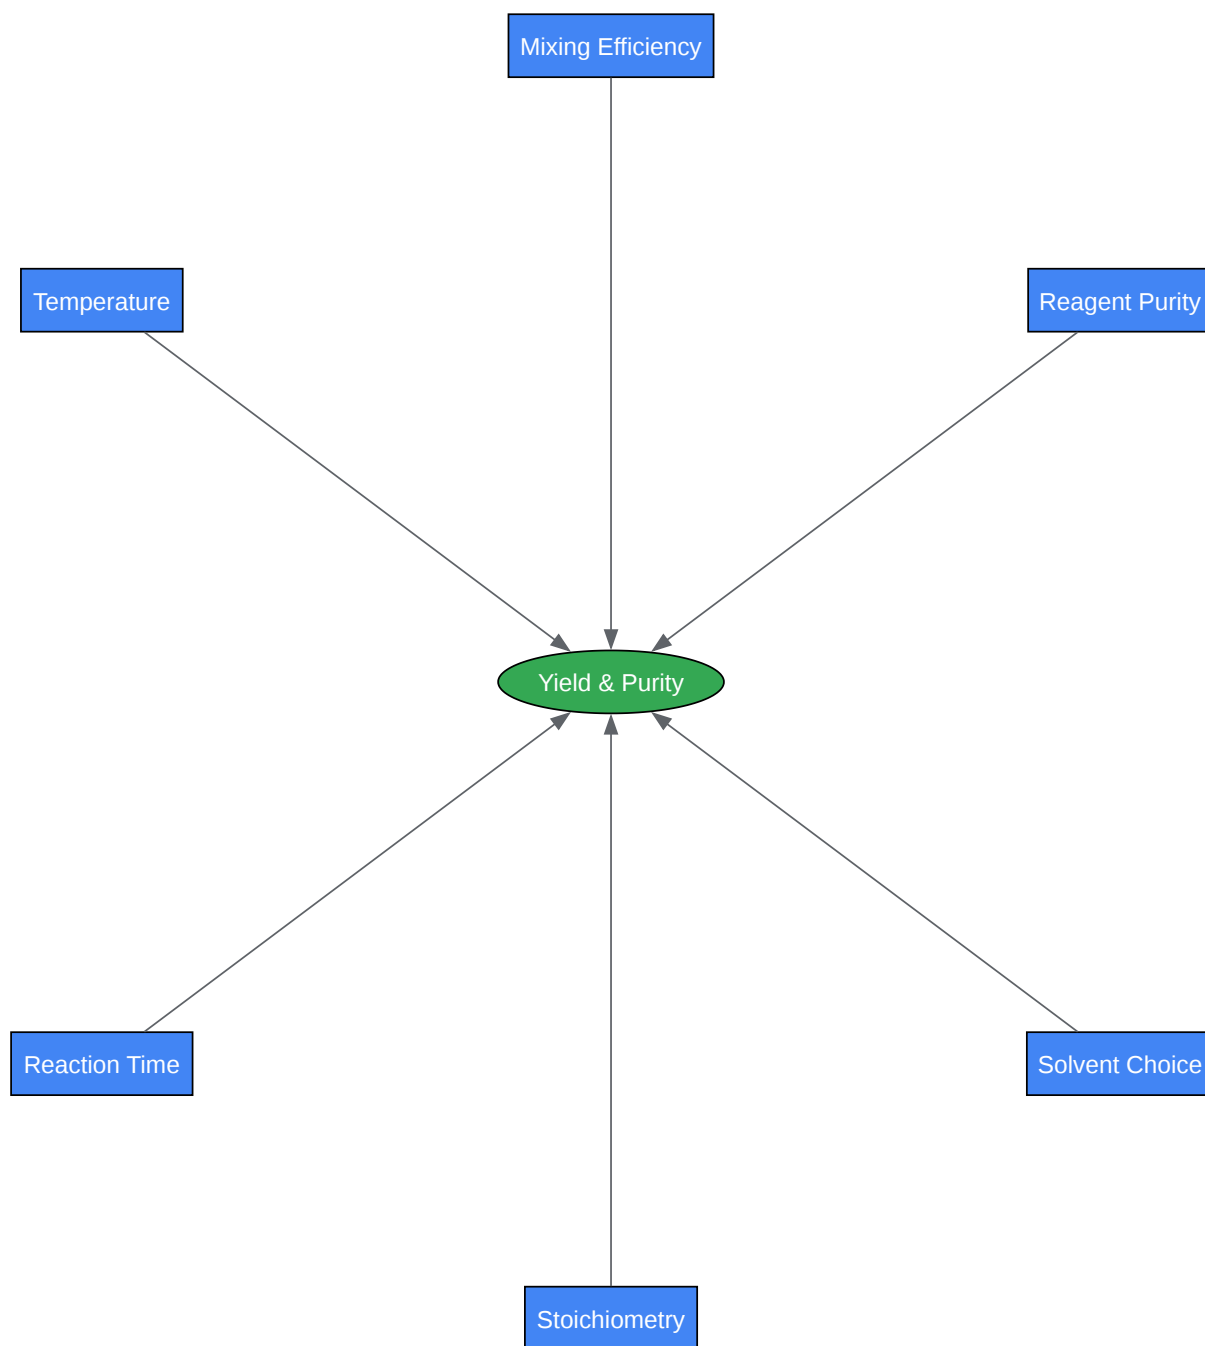 Mixing Efficiency
Temperature
Reagent Purity
Yield & Purity
Reaction Time
Solvent Choice
Stoichiometry